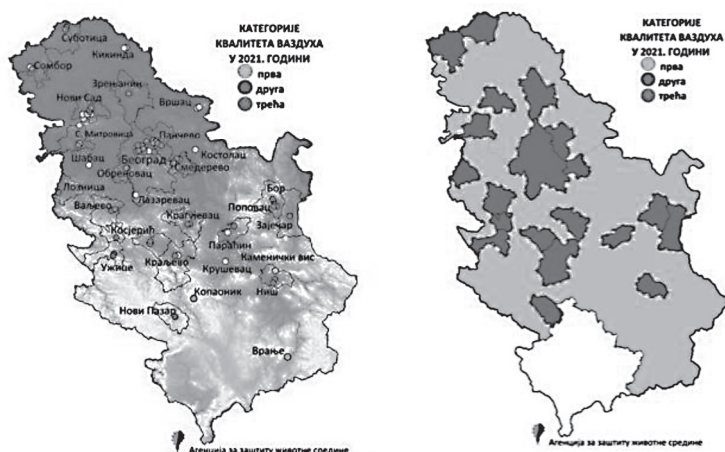 КАТЕГОРИЈЕ
КВАЛИТЕТА ВАЗДУХА
У 2021. ГОДИНИ
прва
друга
трећа
Суботица
Кикинда
Сомбор
Зрењанин
Нови Сад
Вршац
С. Митровица
Панчево
Београд
Костолац
Шабац
Смедерево
Обреновац
Лозница
Лазаревац
Бор
Ваљево
Крагујевац
Поповац
Зајечар
Косјерић
Параћин
Каменички вис
Ужице
Краљево
Крушевац
Ниш
Копаоник
Нови Пазар
Врање
Агенција за заштиту животне средине
КАТЕГОРИЈЕ
КВАЛИТЕТА ВАЗДУХА
У 2021. ГОДИНИ
прва
друга
трећа
Агенција за заштиту животне средине